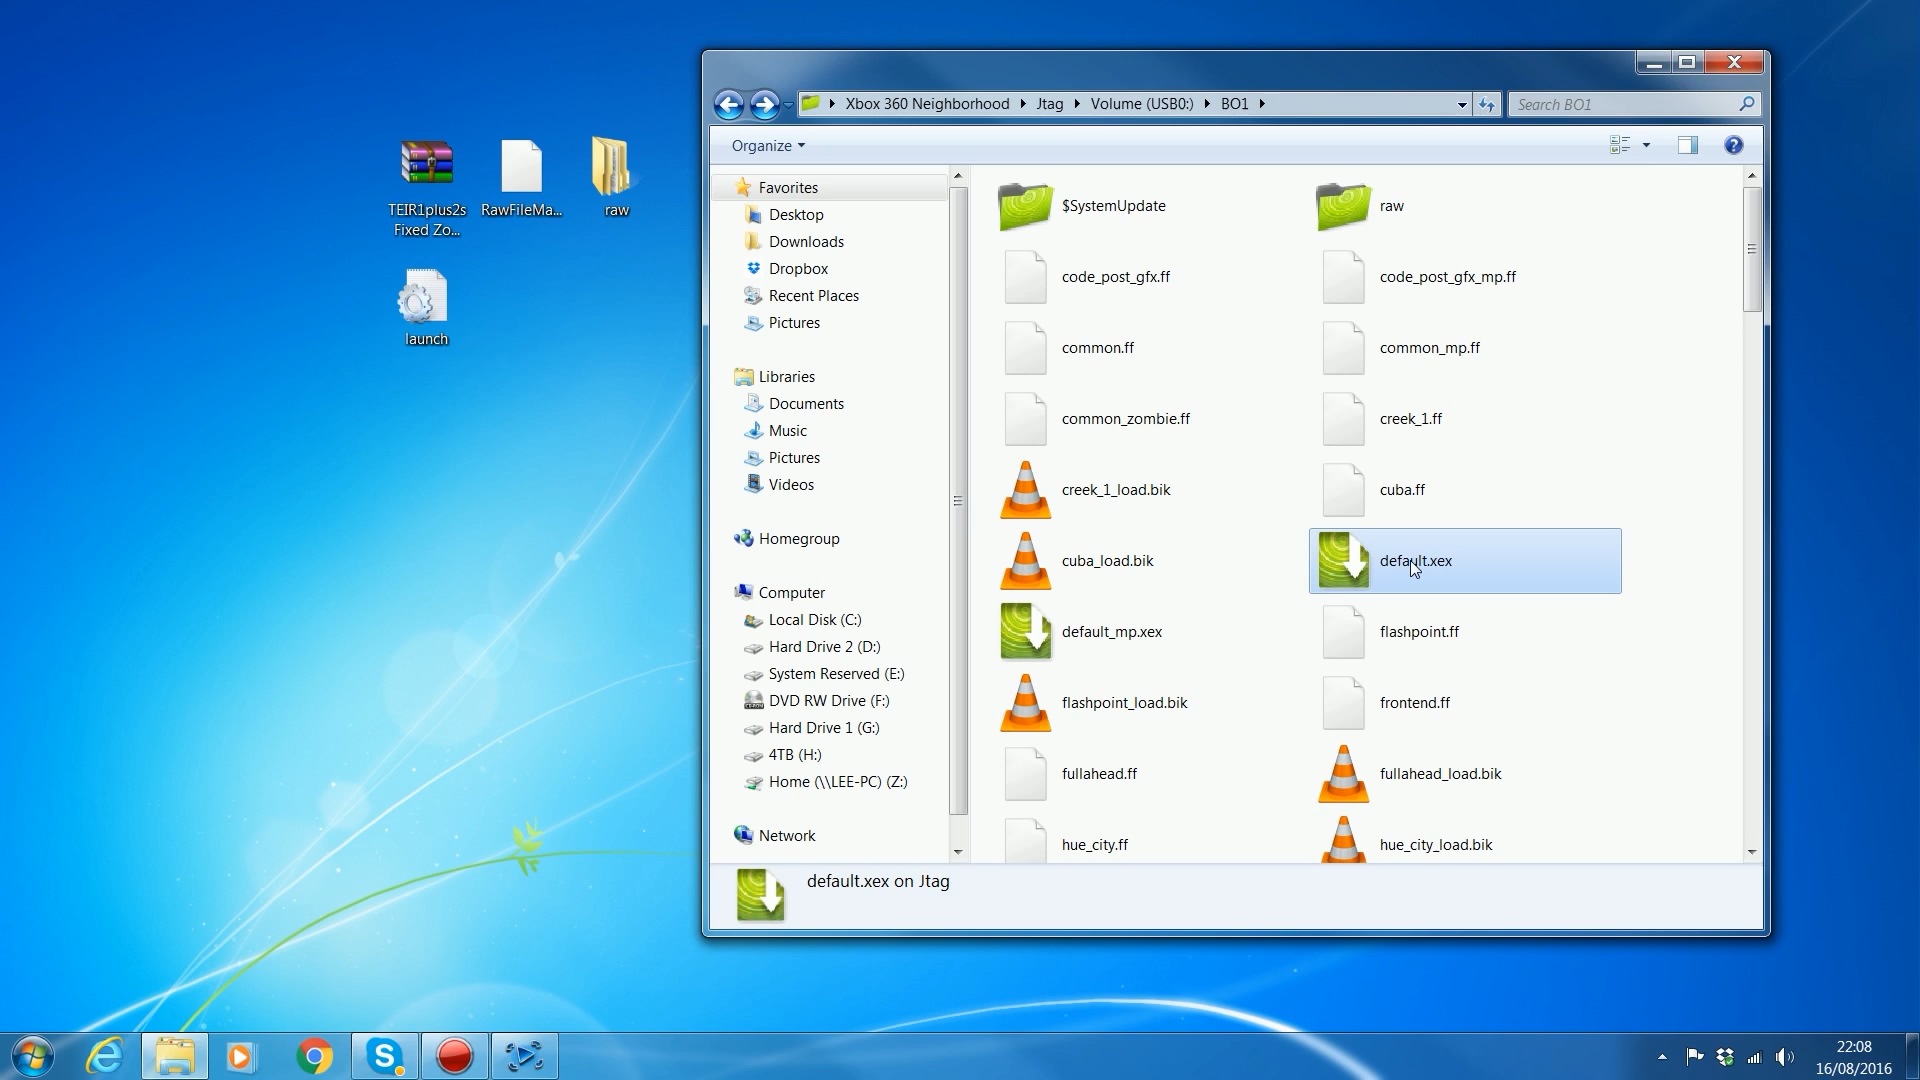 TEIR1plus2s
Fixed Zo...
RawFileMa...
raw
launch
Xbox 360 Neighborhood
Jtag
Volume (USB0:)
BO1
Search BO1
Organize
Favorites
Desktop
Downloads
Dropbox
Recent Places
Pictures
Libraries
Documents
Music
Pictures
Videos
Homegroup
Computer
Local Disk (C:)
Hard Drive 2 (D:)
System Reserved (E:)
DVD RW Drive (F:)
Hard Drive 1 (G:)
4TB (H:)
Home (\\LEE-PC) (Z:)
Network
$SystemUpdate
raw
code_post_gfx.ff
code_post_gfx_mp.ff
common.ff
common_mp.ff
common_zombie.ff
creek_1.ff
creek_1_load.bik
cuba.ff
cuba_load.bik
default.xex
default_mp.xex
flashpoint.ff
flashpoint_load.bik
frontend.ff
fullahead.ff
fullahead_load.bik
hue_city.ff
hue_city_load.bik
default.xex on Jtag
22:08
16/08/2016